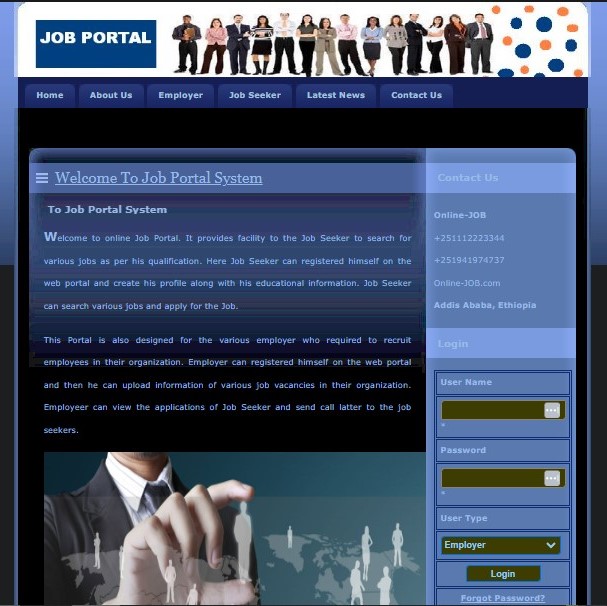 JOB PORTAL
Home About Us Employer Job Seeker Latest News Contact Us
Welcome To Job Portal System
To Job Portal System
Welcome to online Job Portal. It provides facility to the Job Seeker to search for
various jobs as per his qualification. Here Job Seeker can registered himself on the
web portal and create his profile along with his educational information. Job Seeker
can search various jobs and apply for the Job.
This Portal is also designed for the various employer who required to recruit
employees in their organization. Employer can registered himself on the web portal
and then he can upload information of various job vacancies in their organization.
Employeer can view the applications of Job Seeker and send call latter to the job
seekers.
Contact Us
Online-JOB
+251112223344
+251941974737
Online-JOB.com
Addis Ababa, Ethiopia
Login
User Name
*
Password
*
User Type
Employer
Login
Forgot Password?